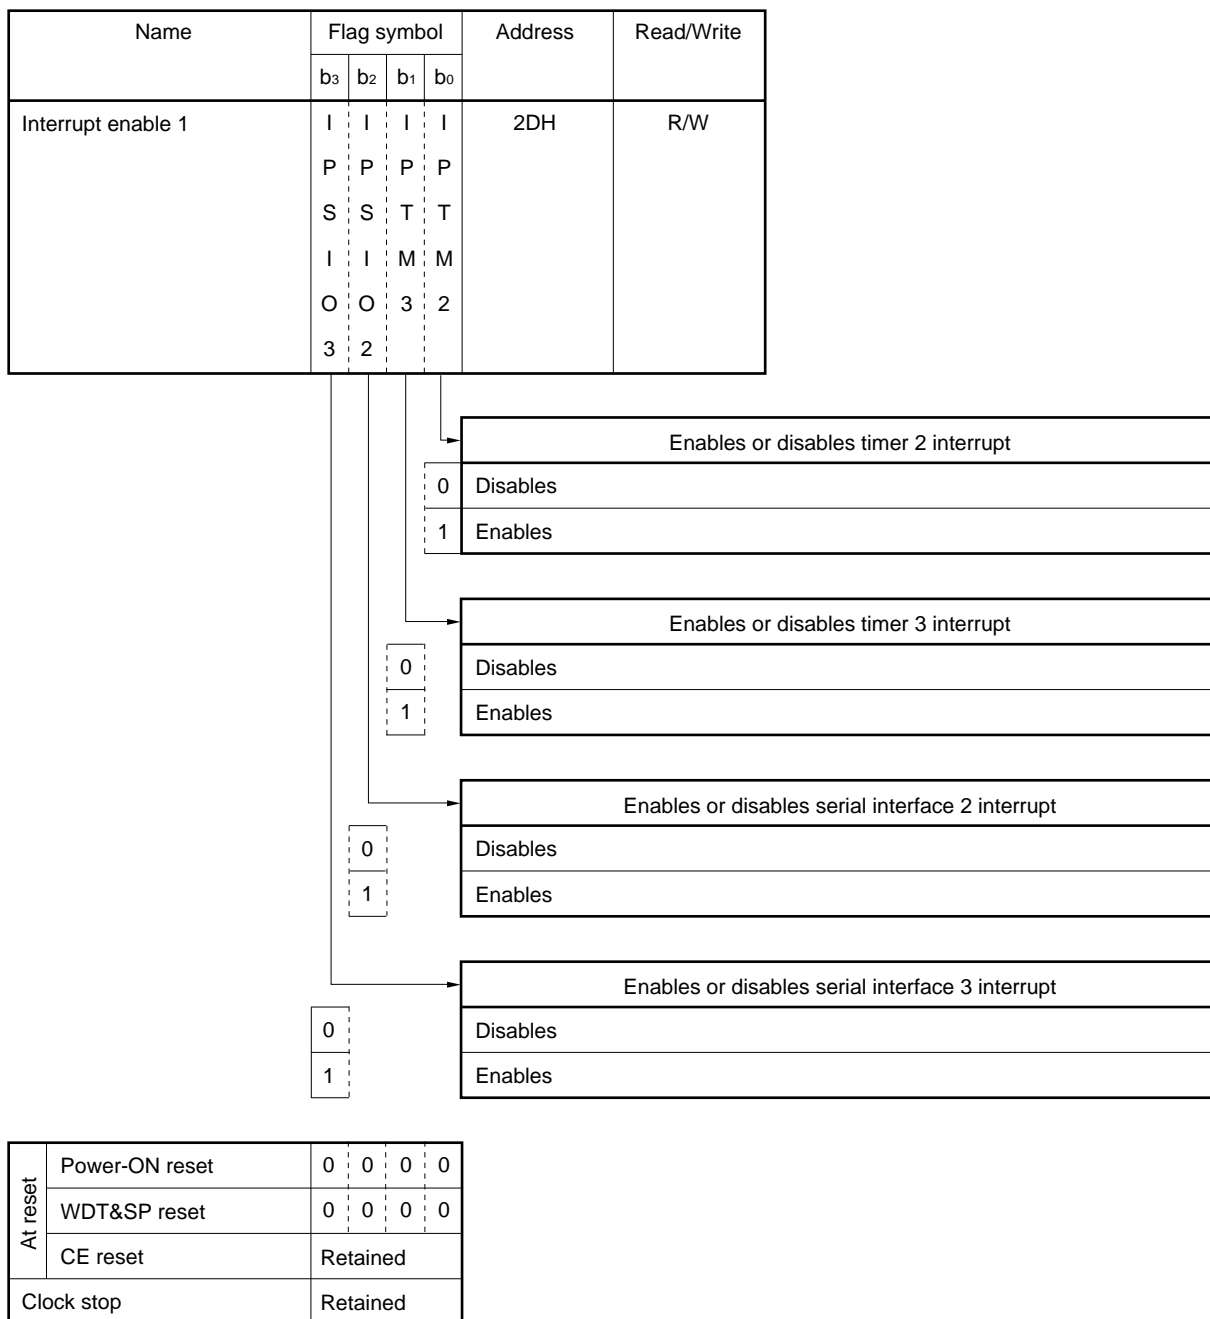 Name Flag symbol Address Read/Write
b3 b2 b1 b0
Interrupt enable 1 I I I I 2DH R/W
P P P P
S S T T
I I M M
O O 3 2
3 2
Enables or disables timer 2 interrupt
0 Disables
1 Enables
Enables or disables timer 3 interrupt
0 Disables
1 Enables
Enables or disables serial interface 2 interrupt
0 Disables
1 Enables
Enables or disables serial interface 3 interrupt
0 Disables
1 Enables
At reset
Power-ON reset 0 0 0 0
WDT&SP reset 0 0 0 0
CE reset Retained
Clock stop Retained